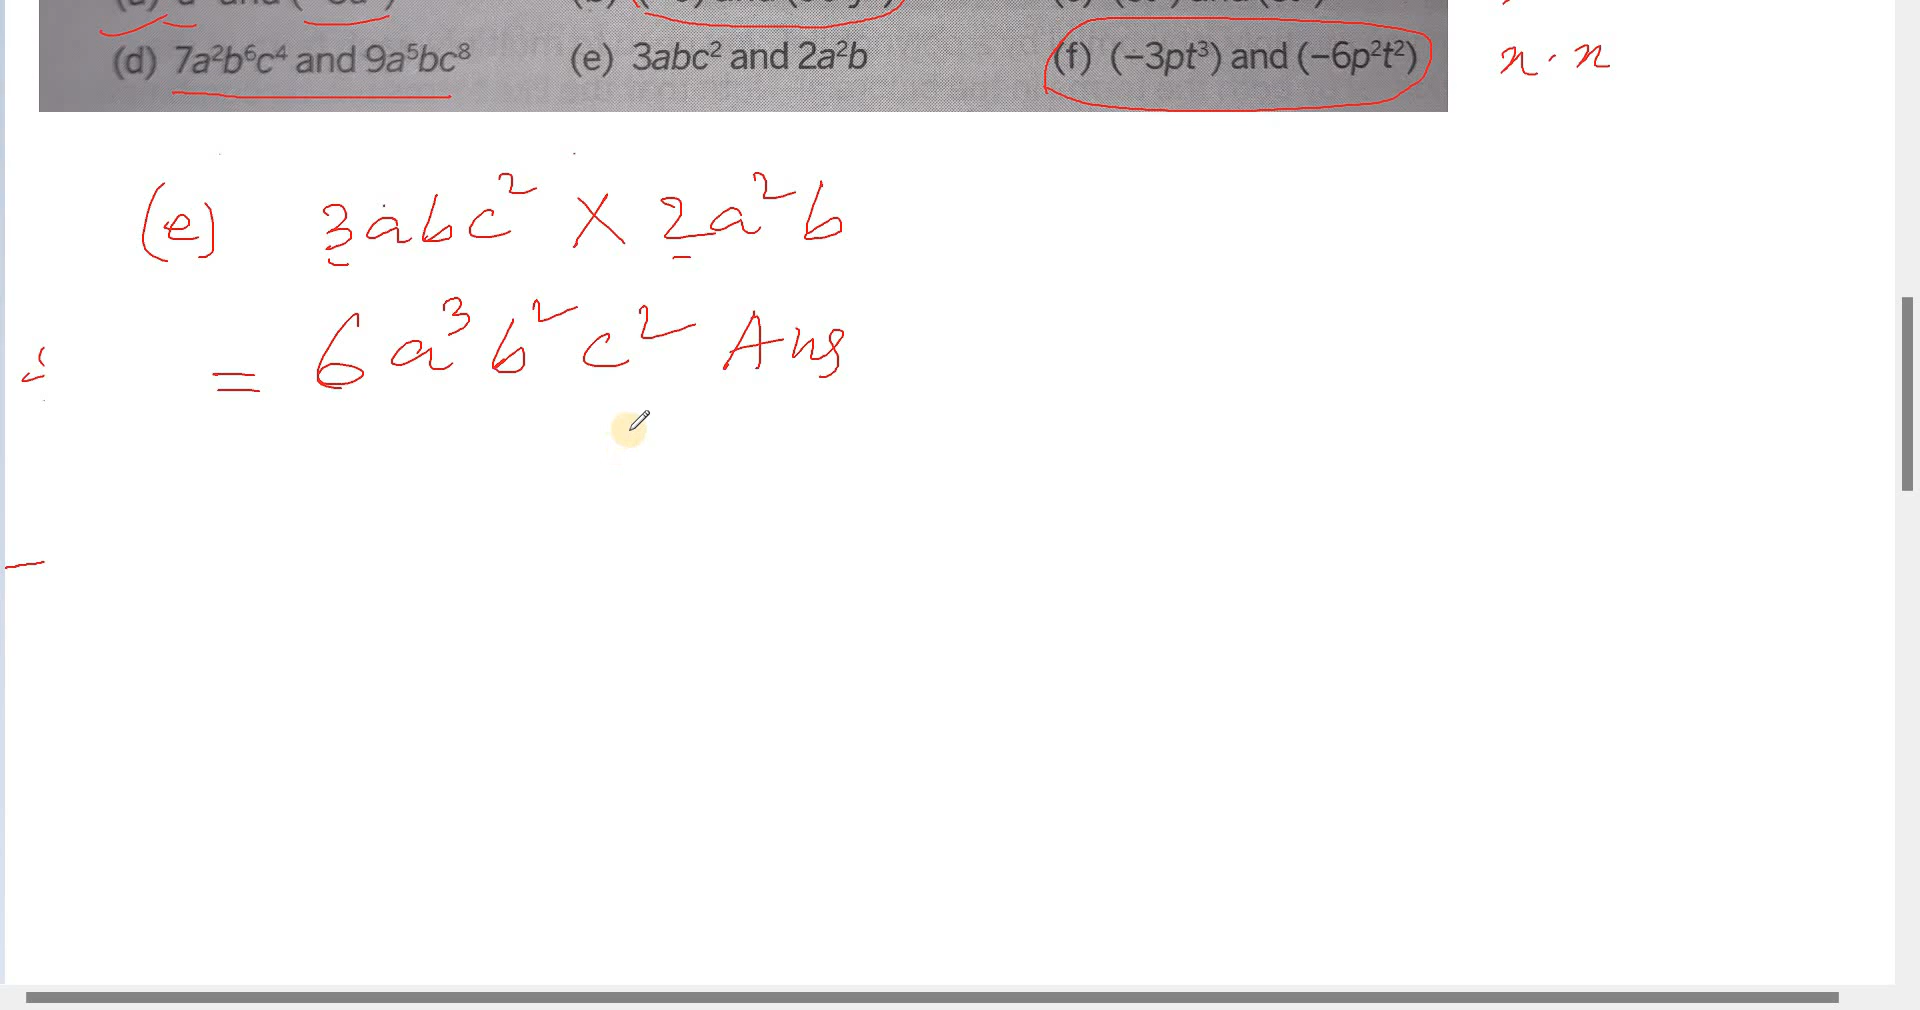 (d) 7a²b⁶c⁴ and 9a⁵bc⁸ (e) 3abc² and 2a²b (f) (−3pt³) and (−6p²t²) x · x
(e) 3abc² × 2a²b
= 6a³b²c² Ans